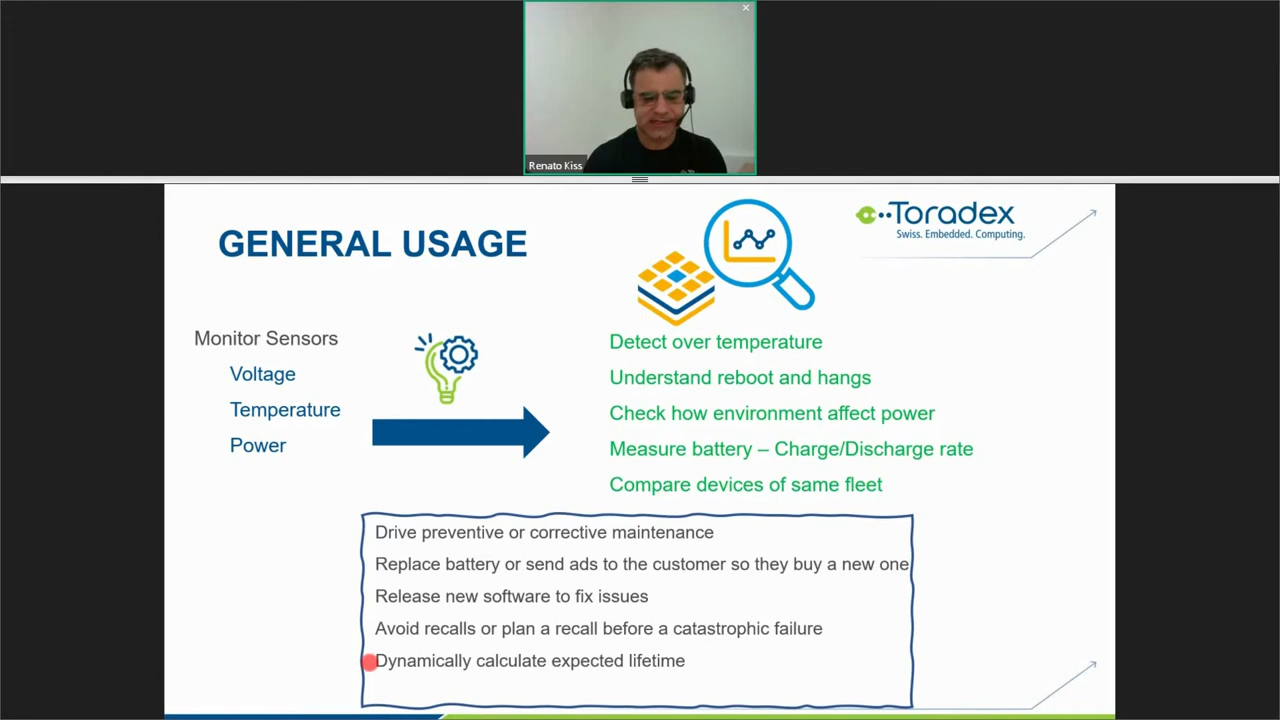 Renato Kiss
GENERAL USAGE
Toradex
Swiss. Embedded. Computing.
Monitor Sensors
Voltage
Temperature
Power
Detect over temperature
Understand reboot and hangs
Check how environment affect power
Measure battery – Charge/Discharge rate
Compare devices of same fleet
Drive preventive or corrective maintenance
Replace battery or send ads to the customer so they buy a new one
Release new software to fix issues
Avoid recalls or plan a recall before a catastrophic failure
Dynamically calculate expected lifetime